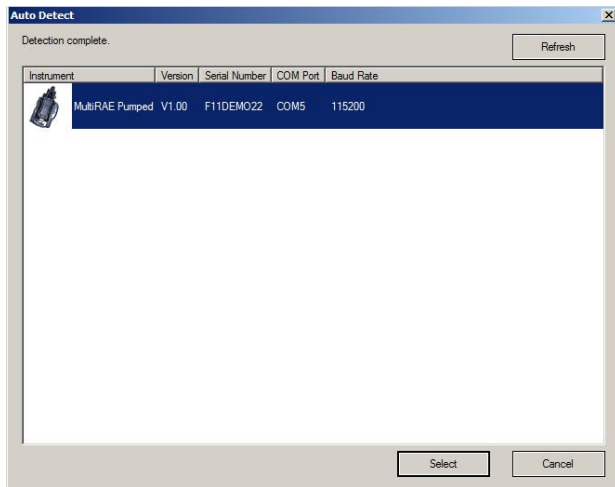 Auto Detect
Detection complete.
Refresh
Instrument Version Serial Number COM Port Baud Rate
MultiRAE Pumped V1.00 F11DEMO22 COM5 115200
Select Cancel